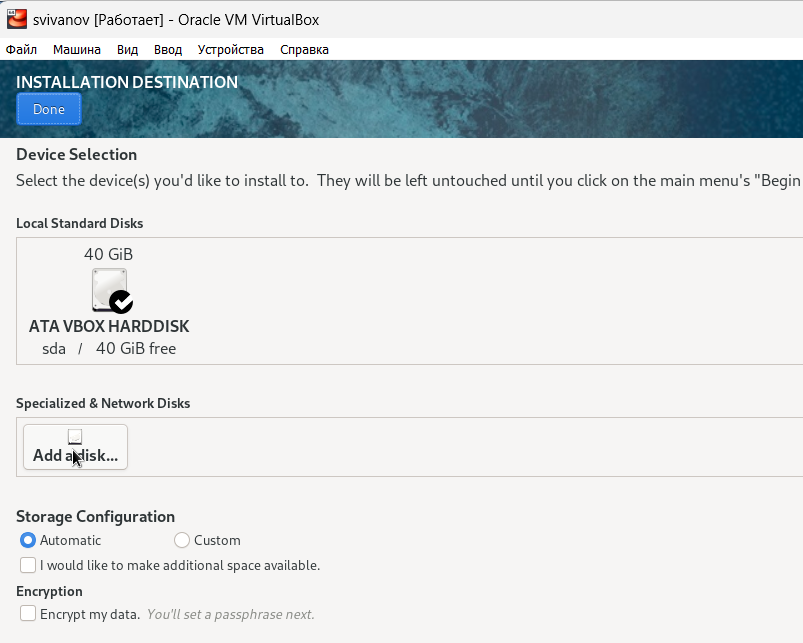 svivanov [Работает] - Oracle VM VirtualBox
Файл Машина Вид Ввод Устройства Справка
INSTALLATION DESTINATION
Done
Device Selection
Select the device(s) you'd like to install to. They will be left untouched until you click on the main menu's "Begin
Local Standard Disks
40 GiB
ATA VBOX HARDDISK
sda / 40 GiB free
Specialized & Network Disks
Add a disk...
Storage Configuration
Automatic Custom
I would like to make additional space available.
Encryption
Encrypt my data. You'll set a passphrase next.